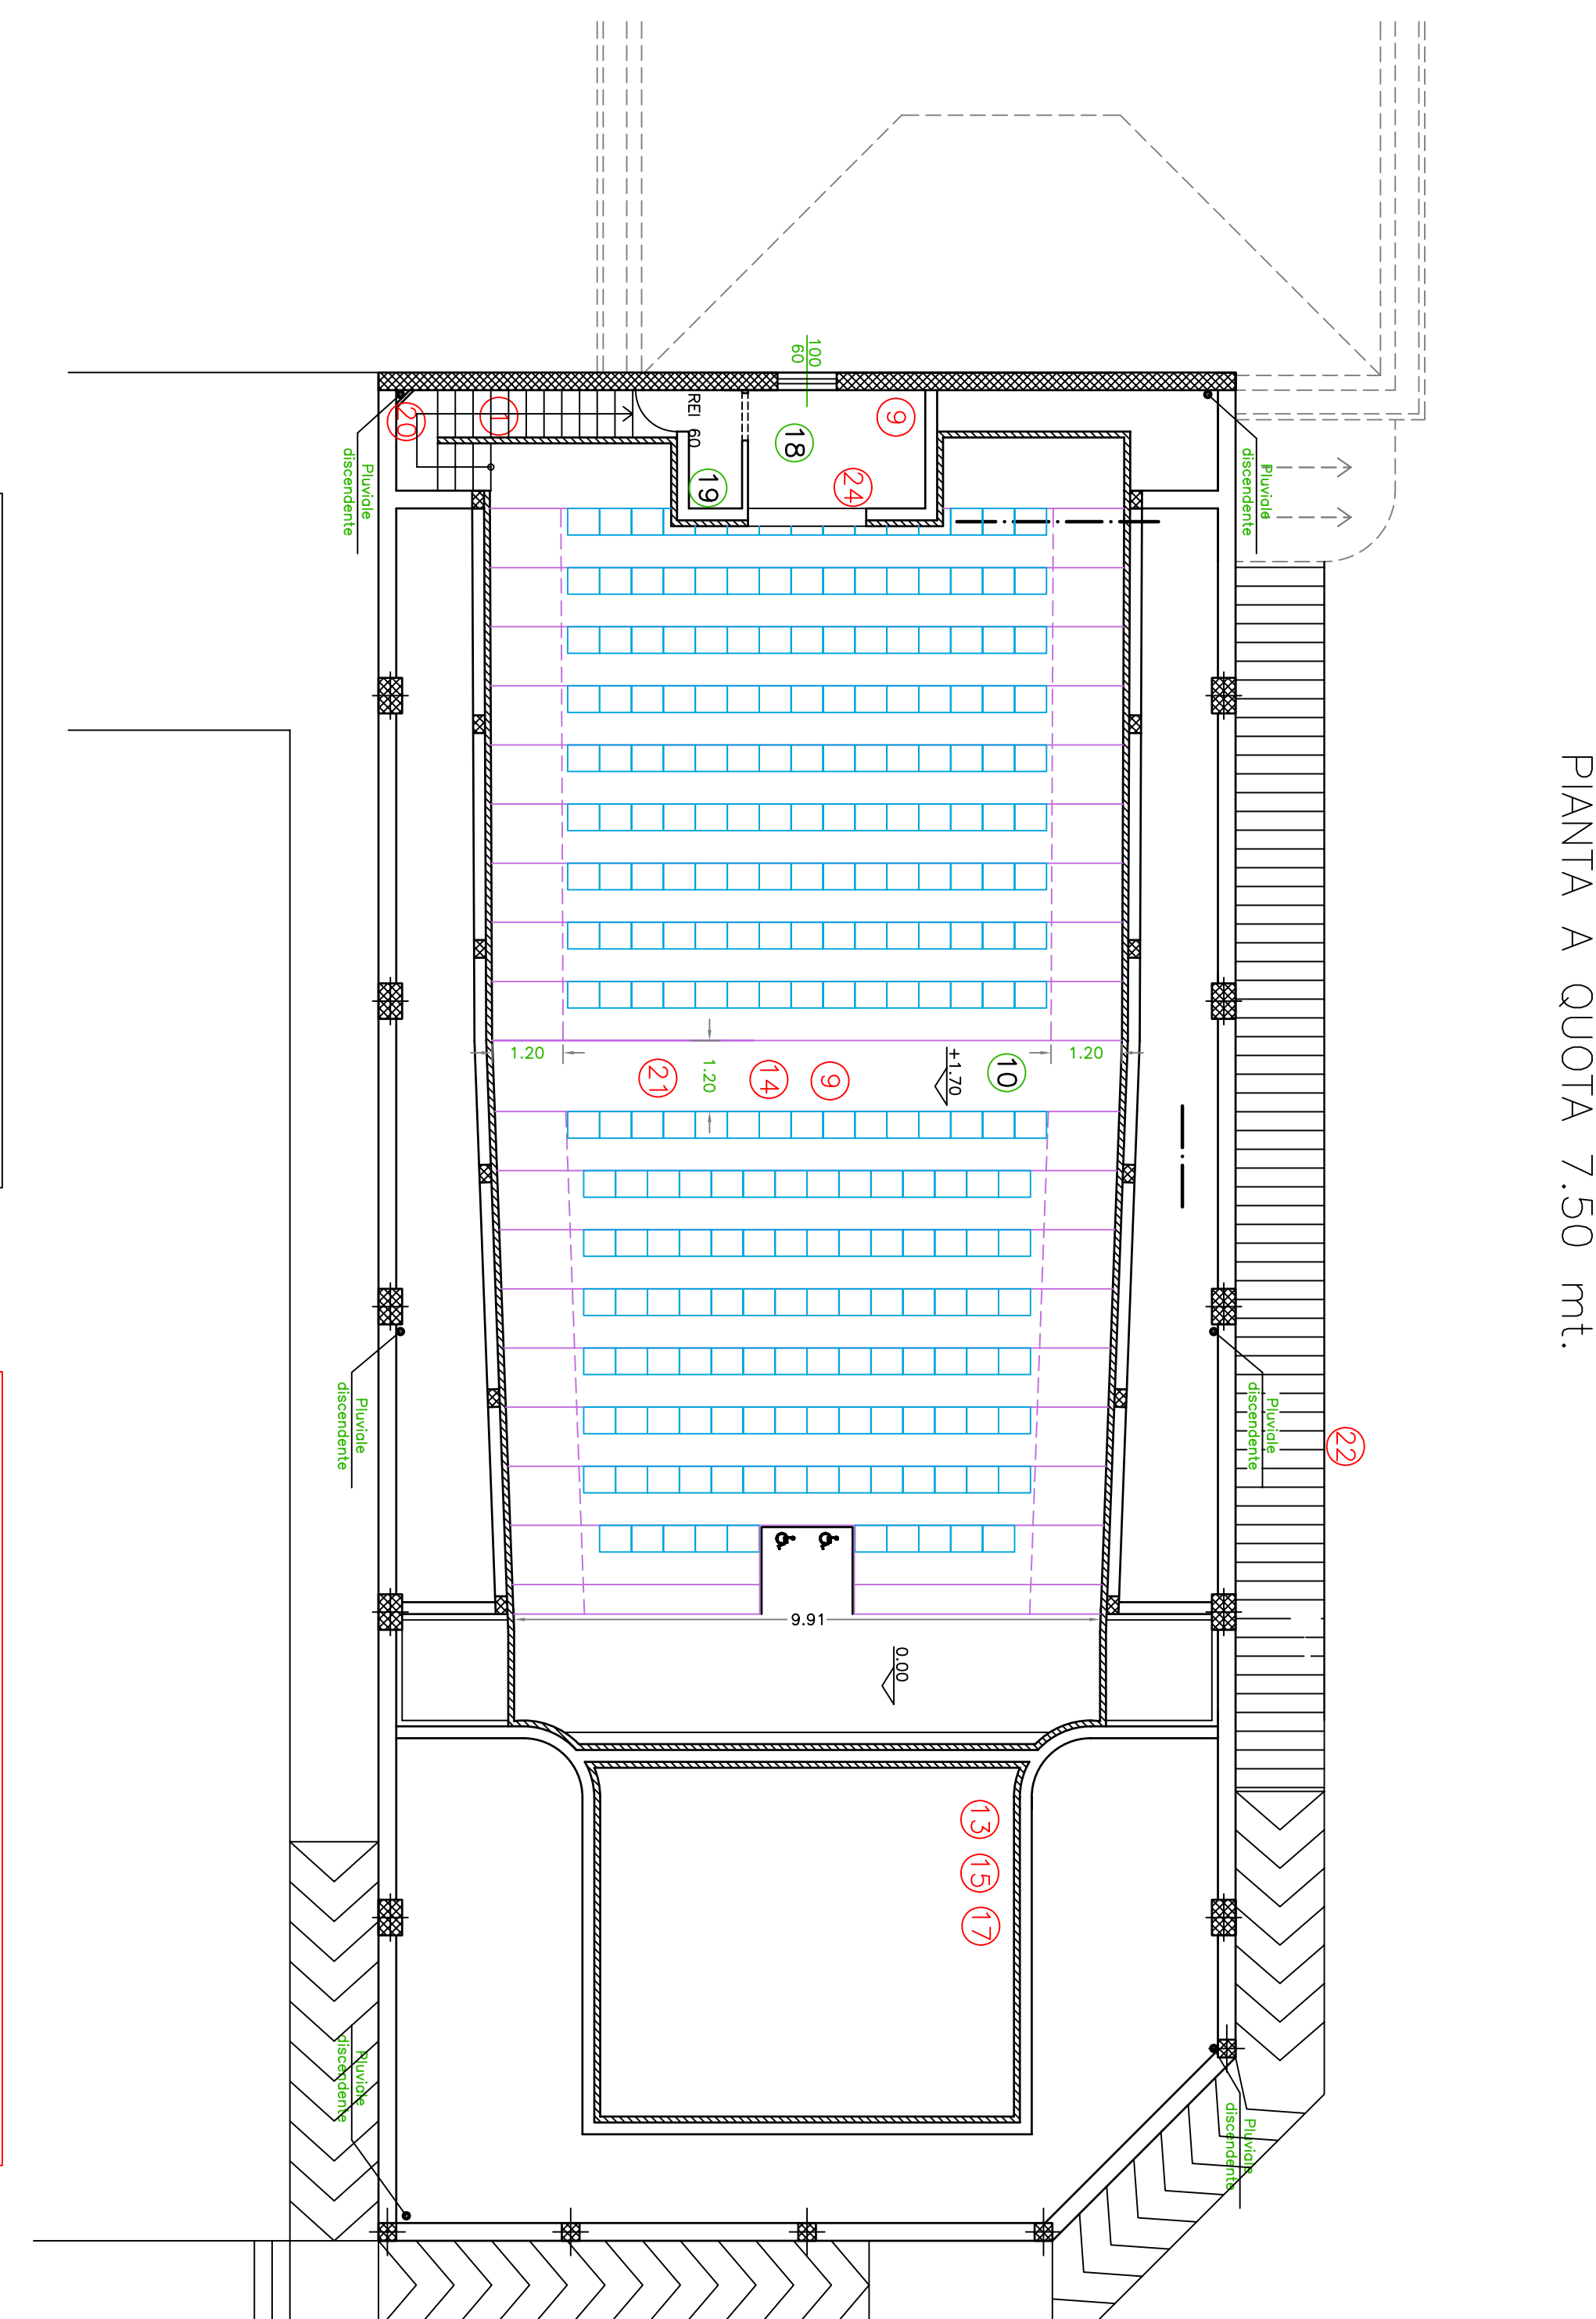 PIANTA A QUOTA 7.50 mt.
100
60
REI 60
1
20
9
18
24
19
Pluviale
discendente
Pluviale
discendente
1.20
1.20
1.20
21
14
9
+1.70
10
22
Pluviale
discendente
Pluviale
discendente
9.91
0.00
13
15
17
Pluviale
discendente
Pluviale
discendente